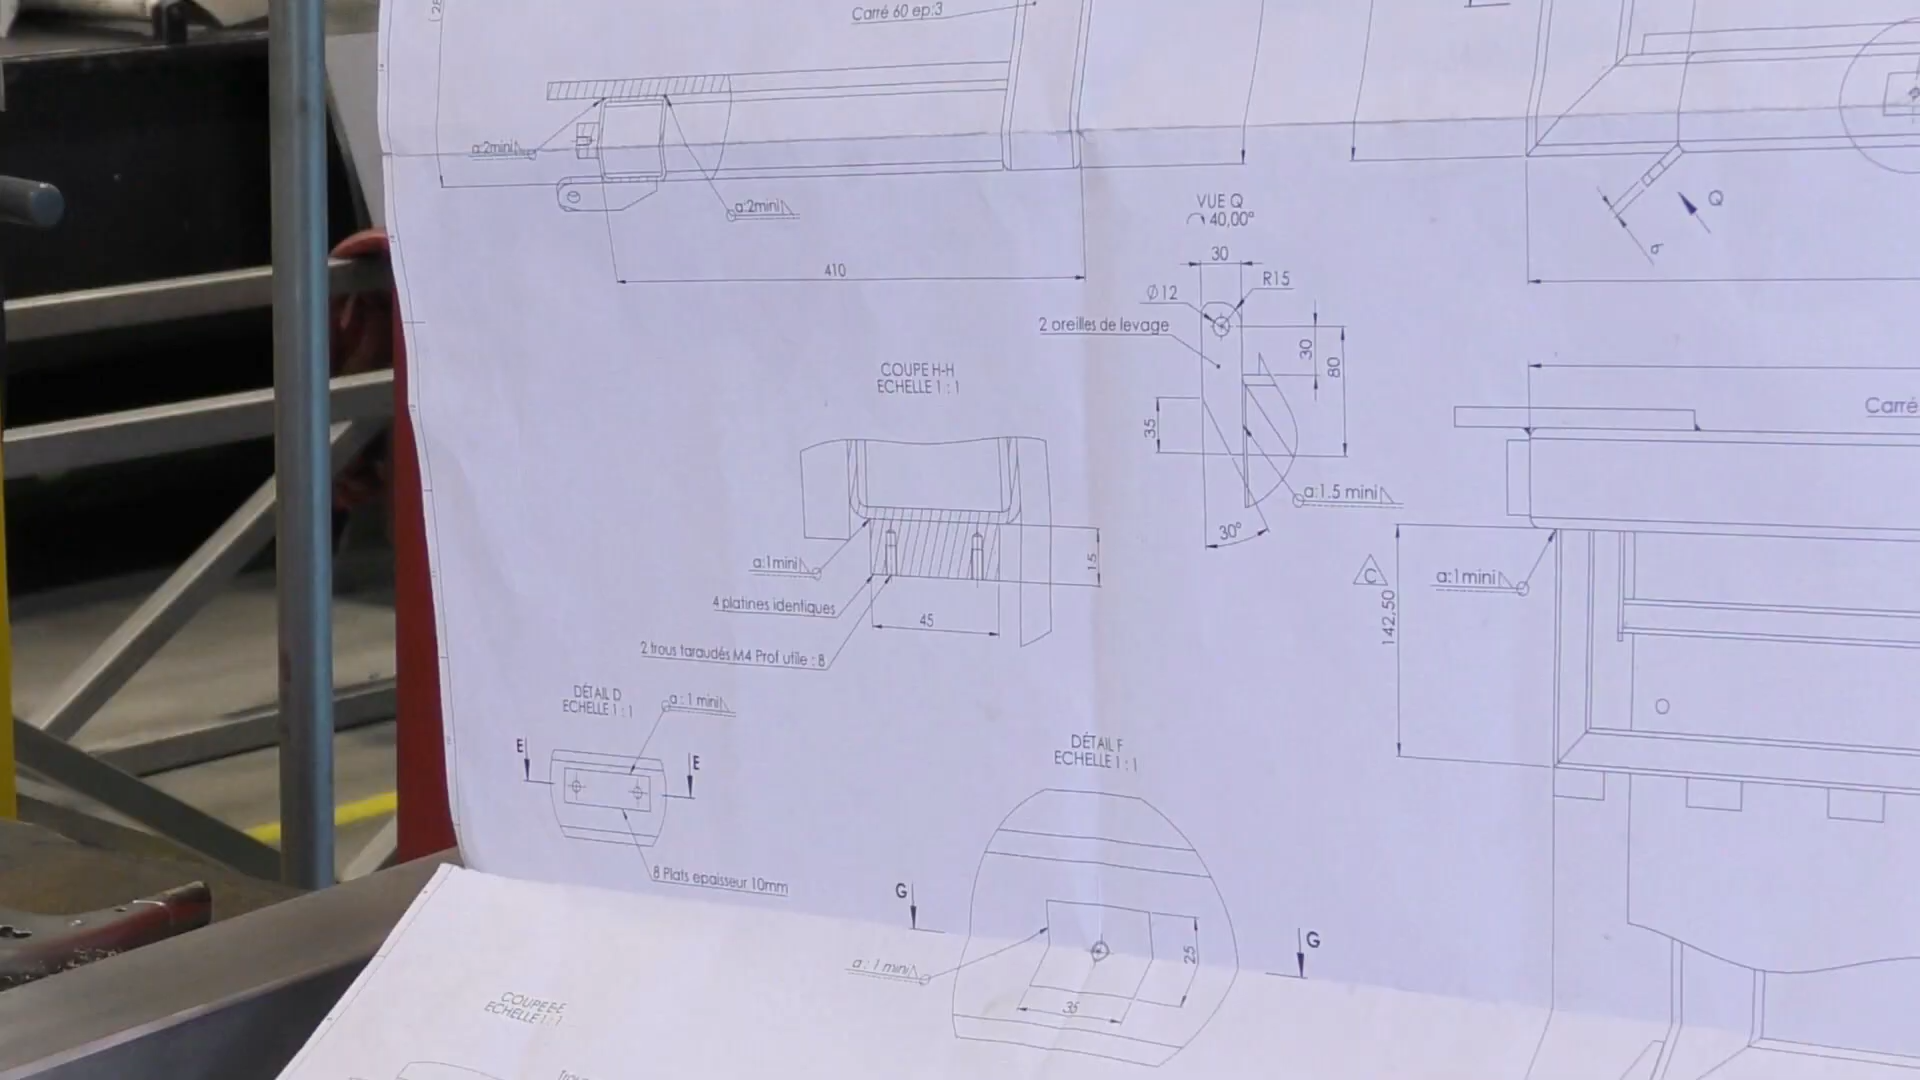 Carré 60 ep:3
a:2mini
a:2mini
410
VUE Q
40,00°
30
Ø12
R15
2 oreilles de levage
30
80
35
a:1.5 mini
30°
Q
COUPE H-H
ECHELLE 1 : 1
a:1mini
15
4 platines identiques
45
2 trous taraudés M4 Prof utile : 8
Carré
C
a:1mini
142,50
DÉTAIL D
ECHELLE 1 : 1
a : 1 mini
E
E
8 Plats epaisseur 10mm
DÉTAIL F
ECHELLE 1 : 1
G
G
a : 1 mini
25
35
COUPE E-E
ECHELLE 1 : 1